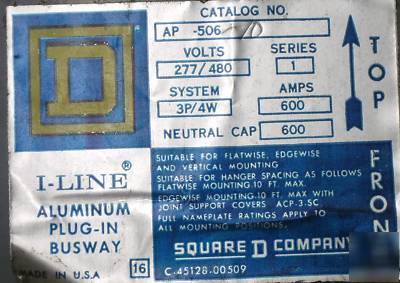 CATALOG NO.
AP -506
VOLTS
SERIES
277/480
1
SYSTEM
AMPS
3P/4W
600
NEUTRAL CAP
600
TOP
FRON
D
I-LINE®
ALUMINUM
PLUG-IN
BUSWAY
MADE IN U.S.A
16
SUITABLE FOR FLATWISE, EDGEWISE
AND VERTICAL MOUNTING
SUITABLE FOR HANGER SPACING AS FOLLOWS
FLATWISE MOUNTING·10 FT. MAX.
EDGEWISE MOUNTING·10 FT. MAX WITH
JOINT SUPPORT COVERS ACP-3.SC
FULL NAMEPLATE RATINGS APPLY TO
ALL MOUNTING POSITIONS.
SQUARE D COMPANY
C-45128-00509